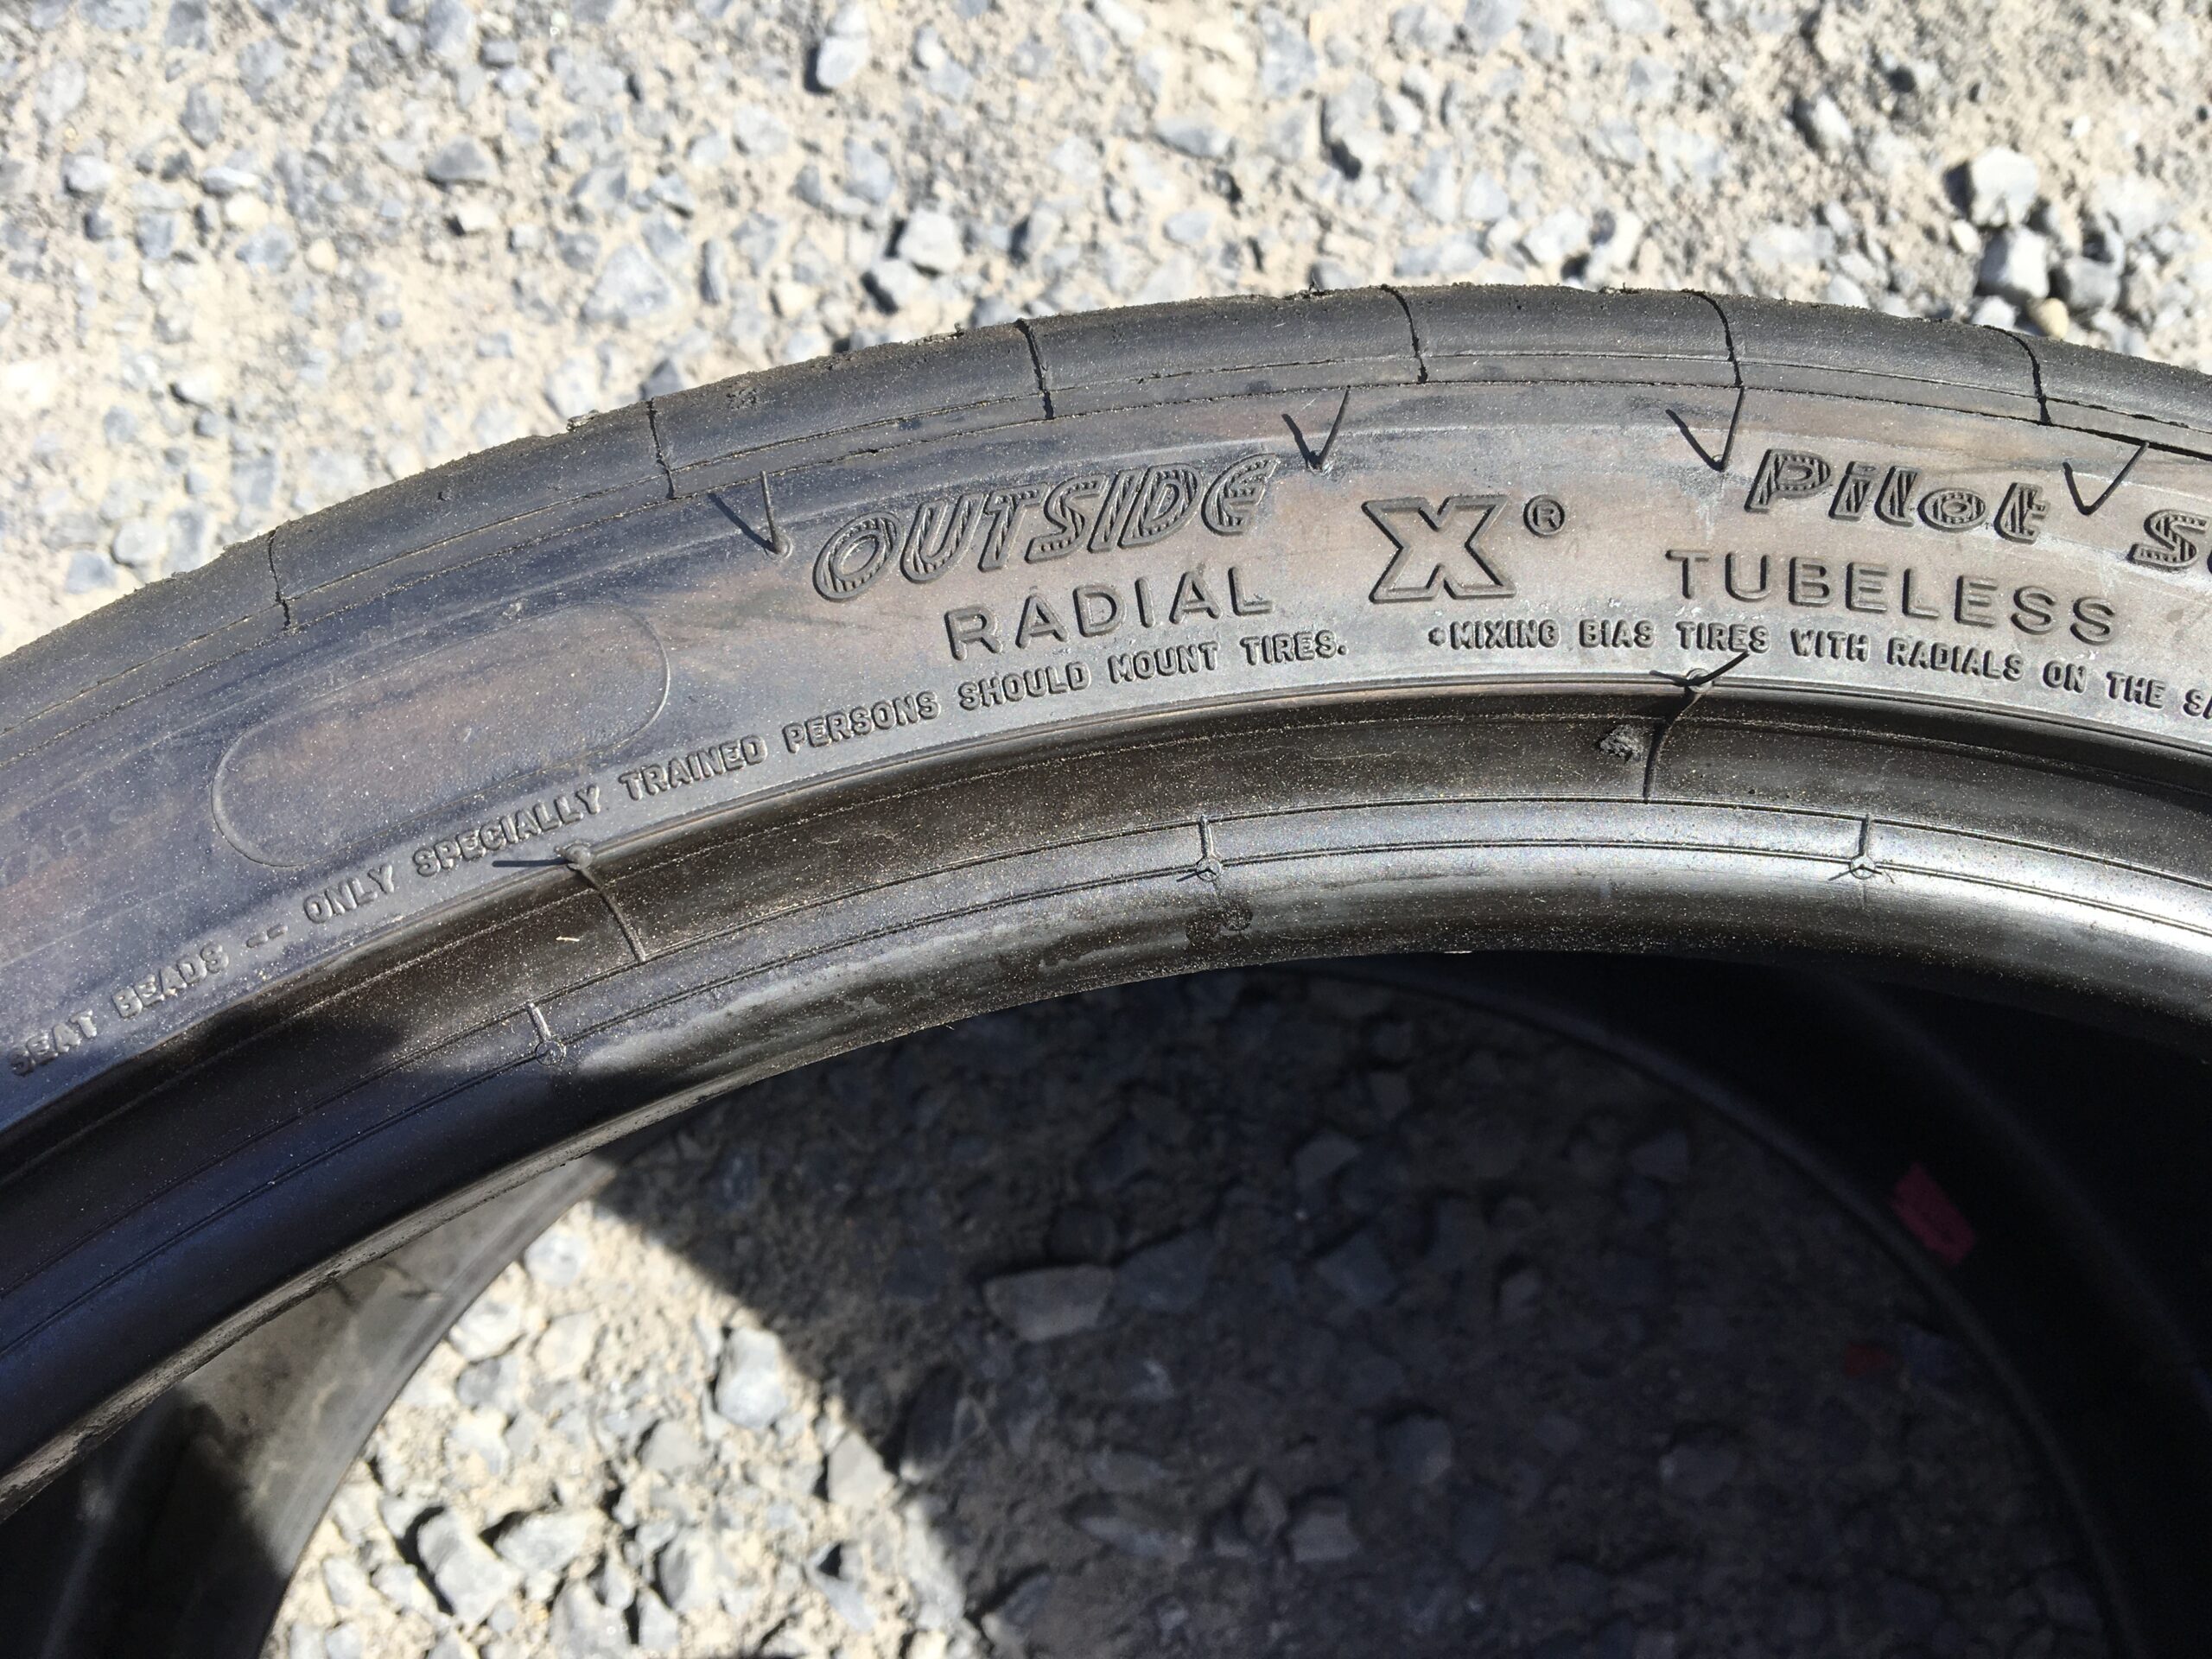 OUTSIDE
RADIAL X® TUBELESS
Pilot
SEAT BEADS -- ONLY SPECIALLY TRAINED PERSONS SHOULD MOUNT TIRES. •MIXING BIAS TIRES WITH RADIALS ON THE